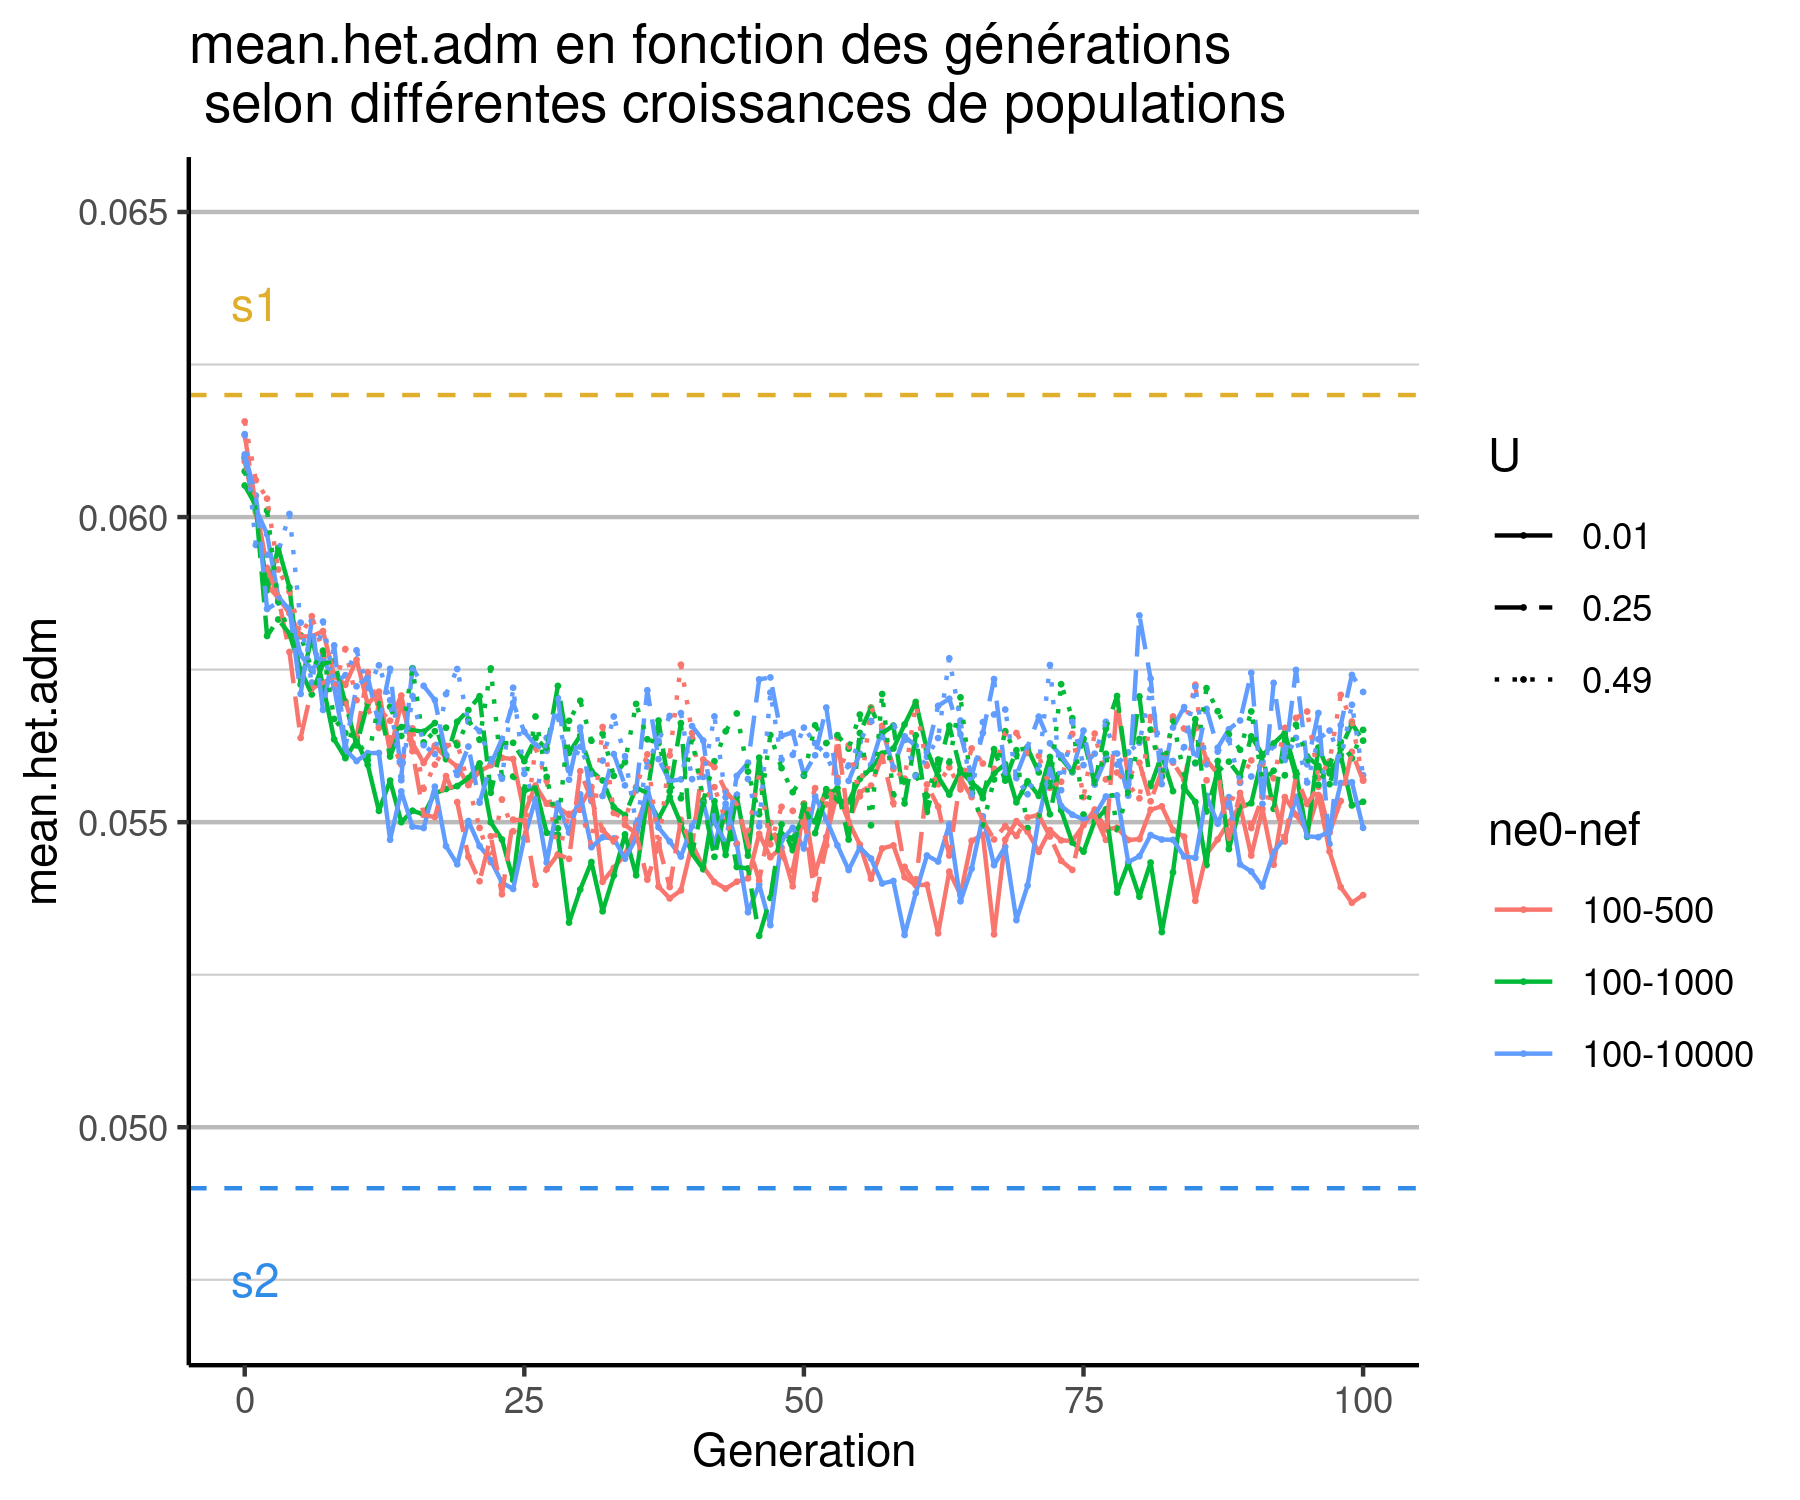 mean.het.adm en fonction des générations
selon différentes croissances de populations
mean.het.adm
0.065
0.060
0.055
0.050
s1
s2
0
25
50
75
100
Generation
U
0.01
0.25
0.49
ne0-nef
100-500
100-1000
100-10000